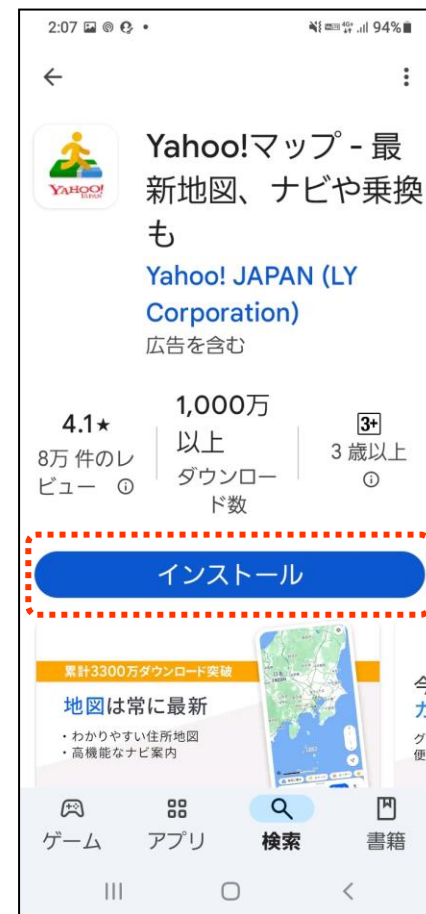 2:07 94%
Yahoo!マップ - 最
新地図、ナビや乗換
も
YAHOO!
JAPAN
Yahoo! JAPAN (LY
Corporation)
広告を含む
4.1★
8万 件のレ
ビュー
1,000万
以上
ダウンロー
ド数
3+
3 歳以上
インストール
累計3300万ダウンロード突破
地図は常に最新
・わかりやすい住所地図
・高機能なナビ案内
ゲーム
アプリ
検索
書籍